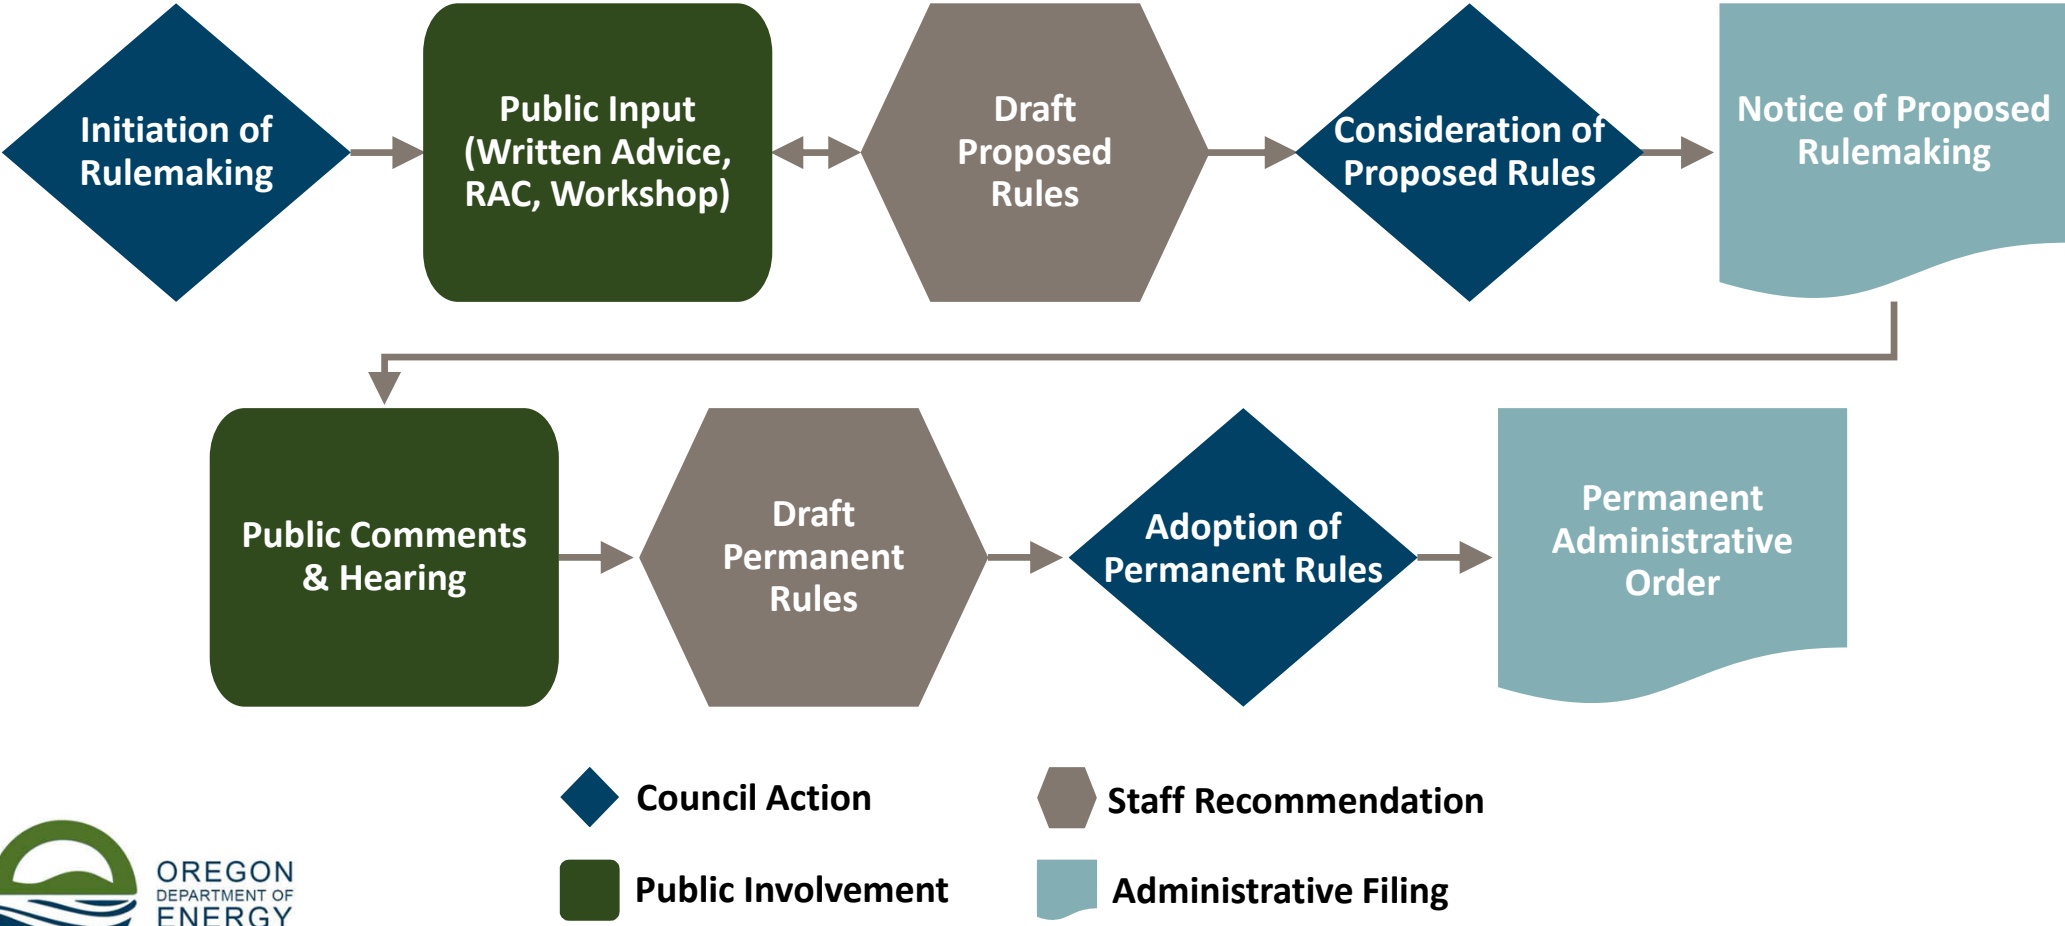 Initiation of
Rulemaking
Public Input
(Written Advice,
RAC, Workshop)
Draft
Proposed
Rules
Consideration of
Proposed Rules
Notice of Proposed
Rulemaking
Public Comments
& Hearing
Draft
Permanent
Rules
Adoption of
Permanent Rules
Permanent
Administrative
Order
Council Action
Staff Recommendation
Public Involvement
Administrative Filing
OREGON
DEPARTMENT OF
ENERGY